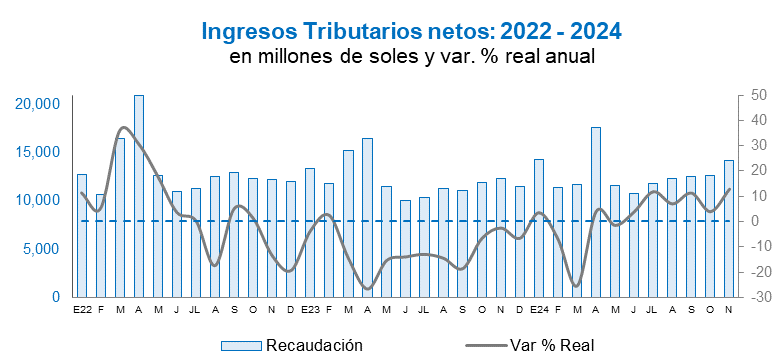 Ingresos Tributarios netos: 2022 - 2024
en millones de soles y var. % real anual
20,000
15,000
10,000
5,000
0
50
40
30
20
10
0
-10
-20
-30
E22 F M A M J JL A S O N D E23 F M A M J JL A S O N D E24 F M A M J JL A S O N
Recaudación
Var % Real